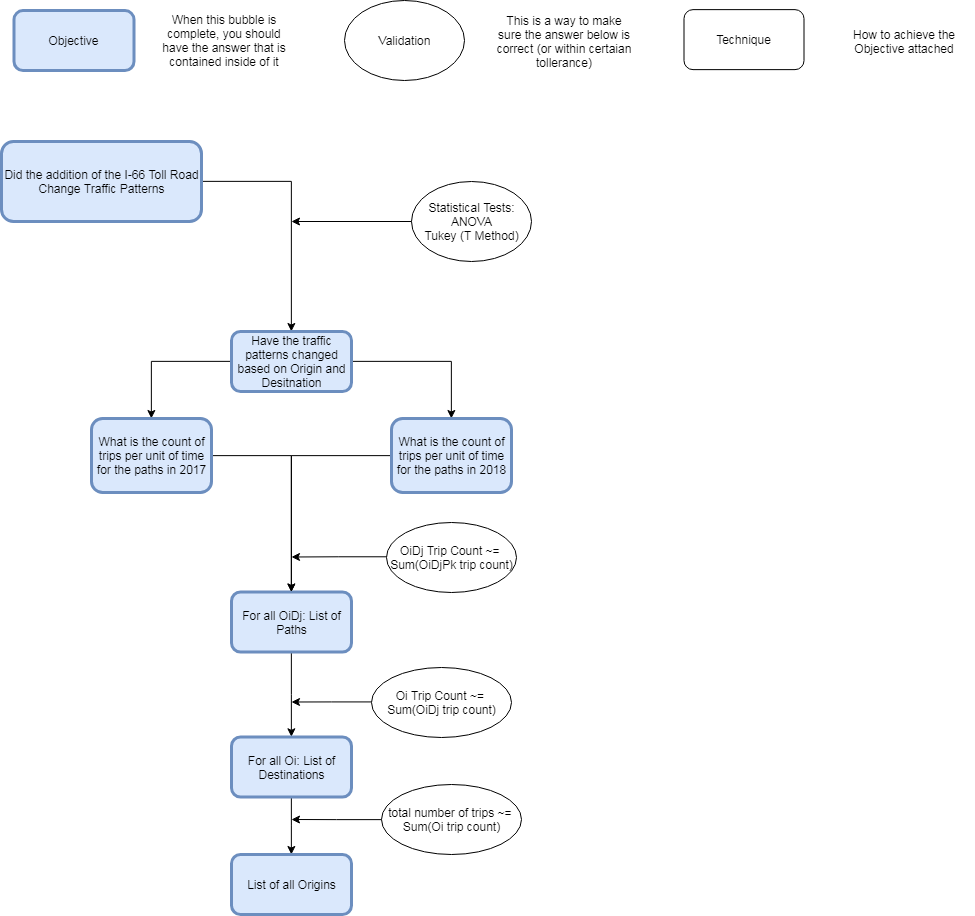 Objective
When this bubble is
complete, you should
have the answer that is
contained inside of it
Validation
This is a way to make
sure the answer below is
correct (or within certaian
tollerance)
Technique
How to achieve the
Objective attached
Did the addition of the I-66 Toll Road
Change Traffic Patterns
Statistical Tests:
ANOVA
Tukey (T Method)
Have the traffic
patterns changed
based on Origin and
Desitnation
What is the count of
trips per unit of time
for the paths in 2017
What is the count of
trips per unit of time
for the paths in 2018
OiDj Trip Count ~=
Sum(OiDjPk trip count)
For all OiDj: List of
Paths
Oi Trip Count ~=
Sum(OiDj trip count)
For all Oi: List of
Destinations
total number of trips ~=
Sum(Oi trip count)
List of all Origins